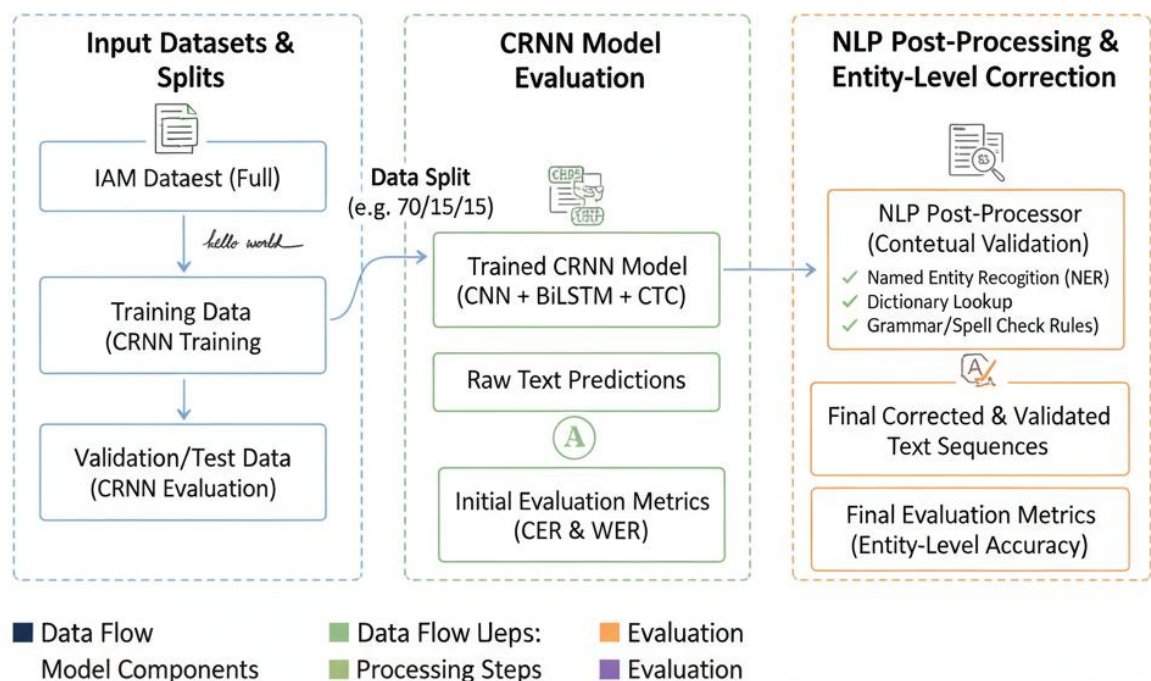 Input Datasets &
Splits
IAM Dataest (Full)
hello world
Training Data
(CRNN Training
Validation/Test Data
(CRNN Evaluation)
Data Split
(e.g. 70/15/15)
CRNN Model
Evaluation
Trained CRNN Model
(CNN + BiLSTM + CTC)
Raw Text Predictions
A
Initial Evaluation Metrics
(CER & WER)
NLP Post-Processing &
Entity-Level Correction
NLP Post-Processor
(Contetual Validation)
✓ Named Entity Recogition (NER)
✓ Dictionary Lookup
✓ Grammar/Spell Check Rules)
A
Final Corrected & Validated
Text Sequences
Final Evaluation Metrics
(Entity-Level Accuracy)
Data Flow
Model Components
Data Flow Ueps:
Processing Steps
Evaluation
Evaluation